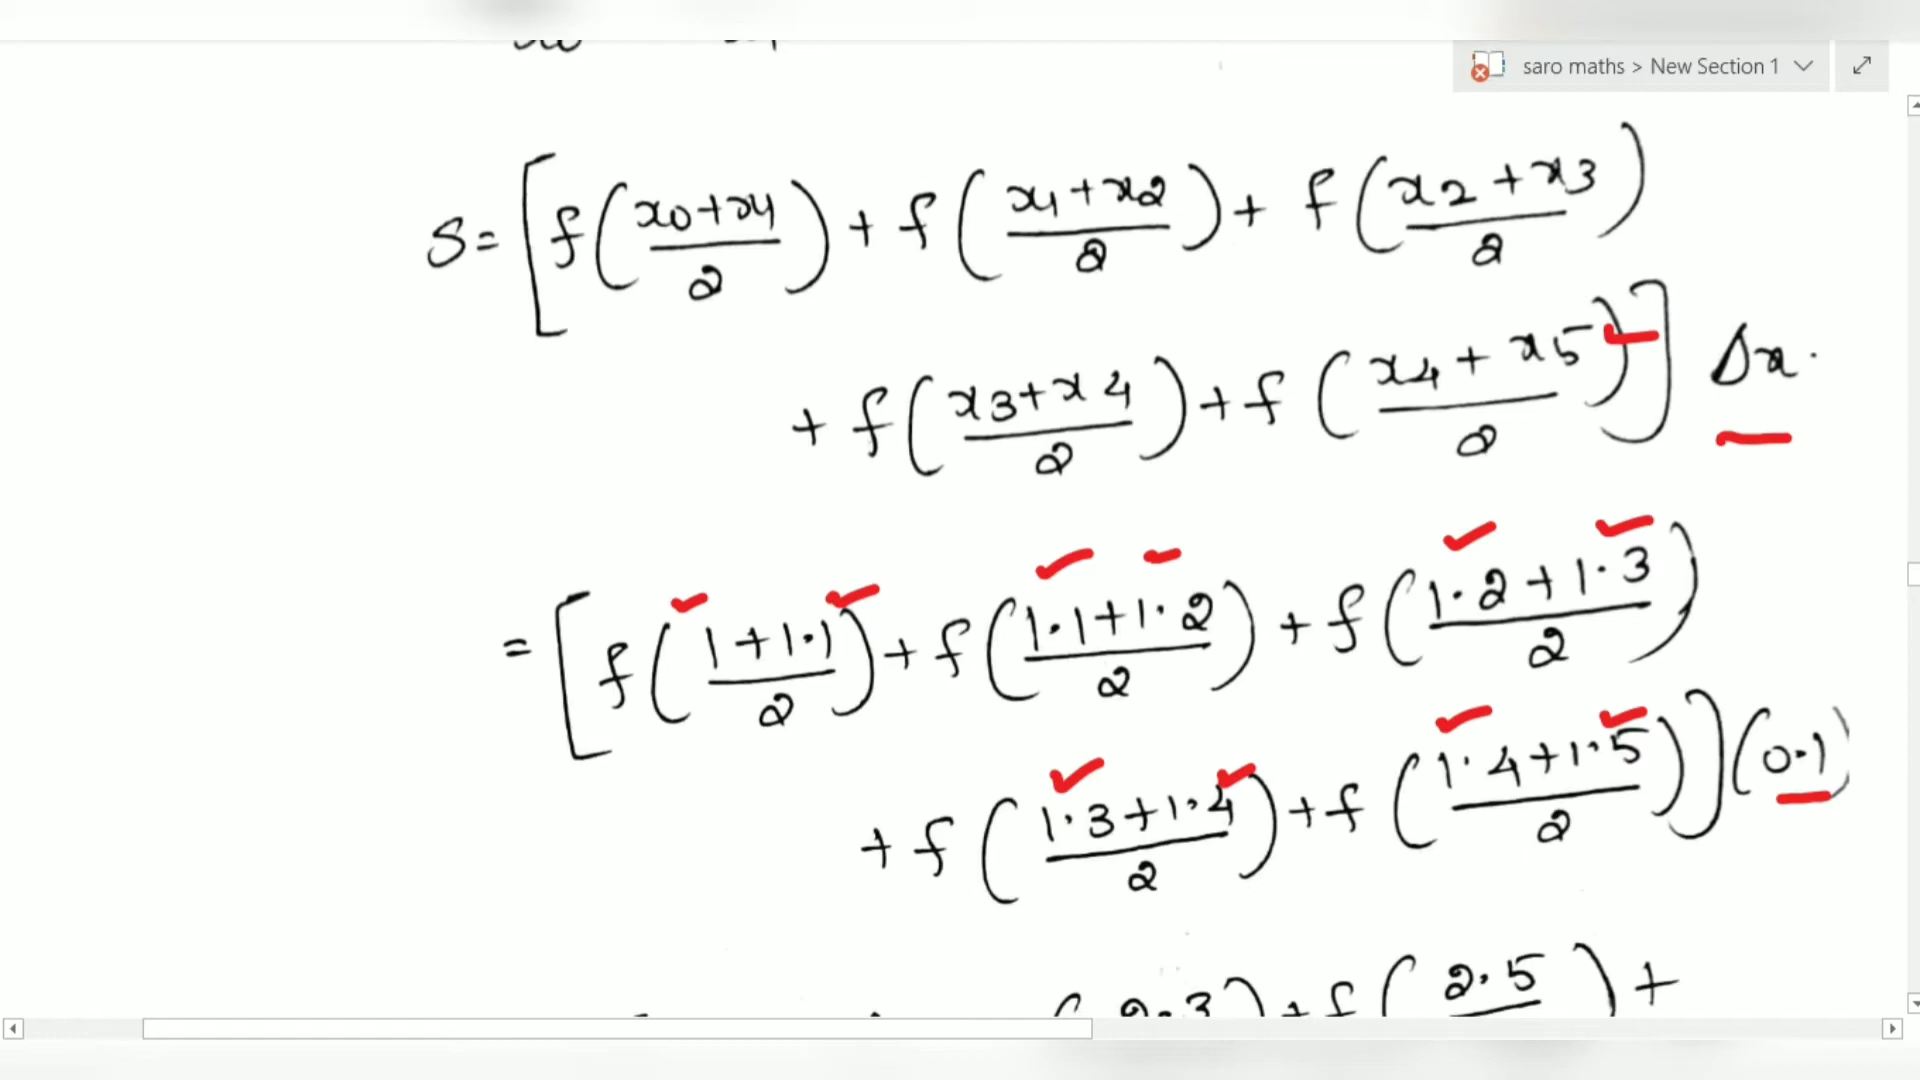 saro maths > New Section 1
S = [ f( (x0+x1)/2 ) + f( (x1+x2)/2 ) + f( (x2+x3)/2 )
+ f( (x3+x4)/2 ) + f( (x4+x5)/2 ) ] Δx.
= [ f( (1+1.1)/2 ) + f( (1.1+1.2)/2 ) + f( (1.2+1.3)/2 )
+ f( (1.3+1.4)/2 ) + f( (1.4+1.5)/2 ) ] (0.1)
2.3) + f( 2.5 ) +